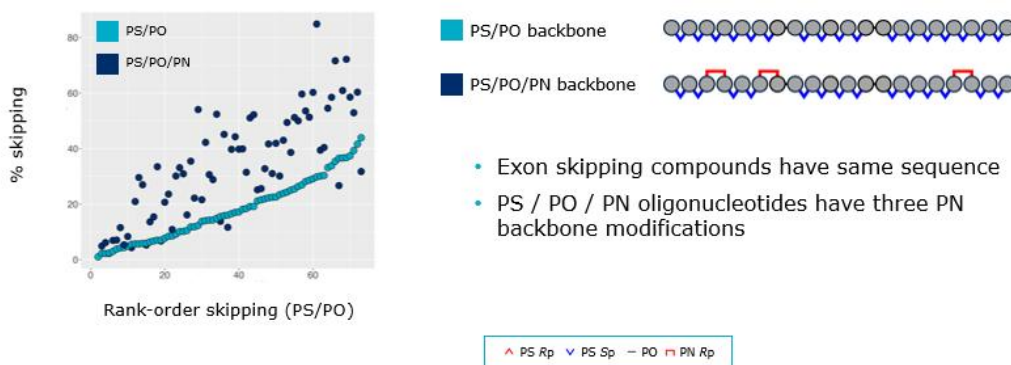 PS/PO
PS/PO/PN
% skipping
80
60
40
20
0
0
20
40
60
Rank-order skipping (PS/PO)
PS/PO backbone
PS/PO/PN backbone
• Exon skipping compounds have same sequence
• PS / PO / PN oligonucleotides have three PN
backbone modifications
PS Rp PS Sp PO PN Rp